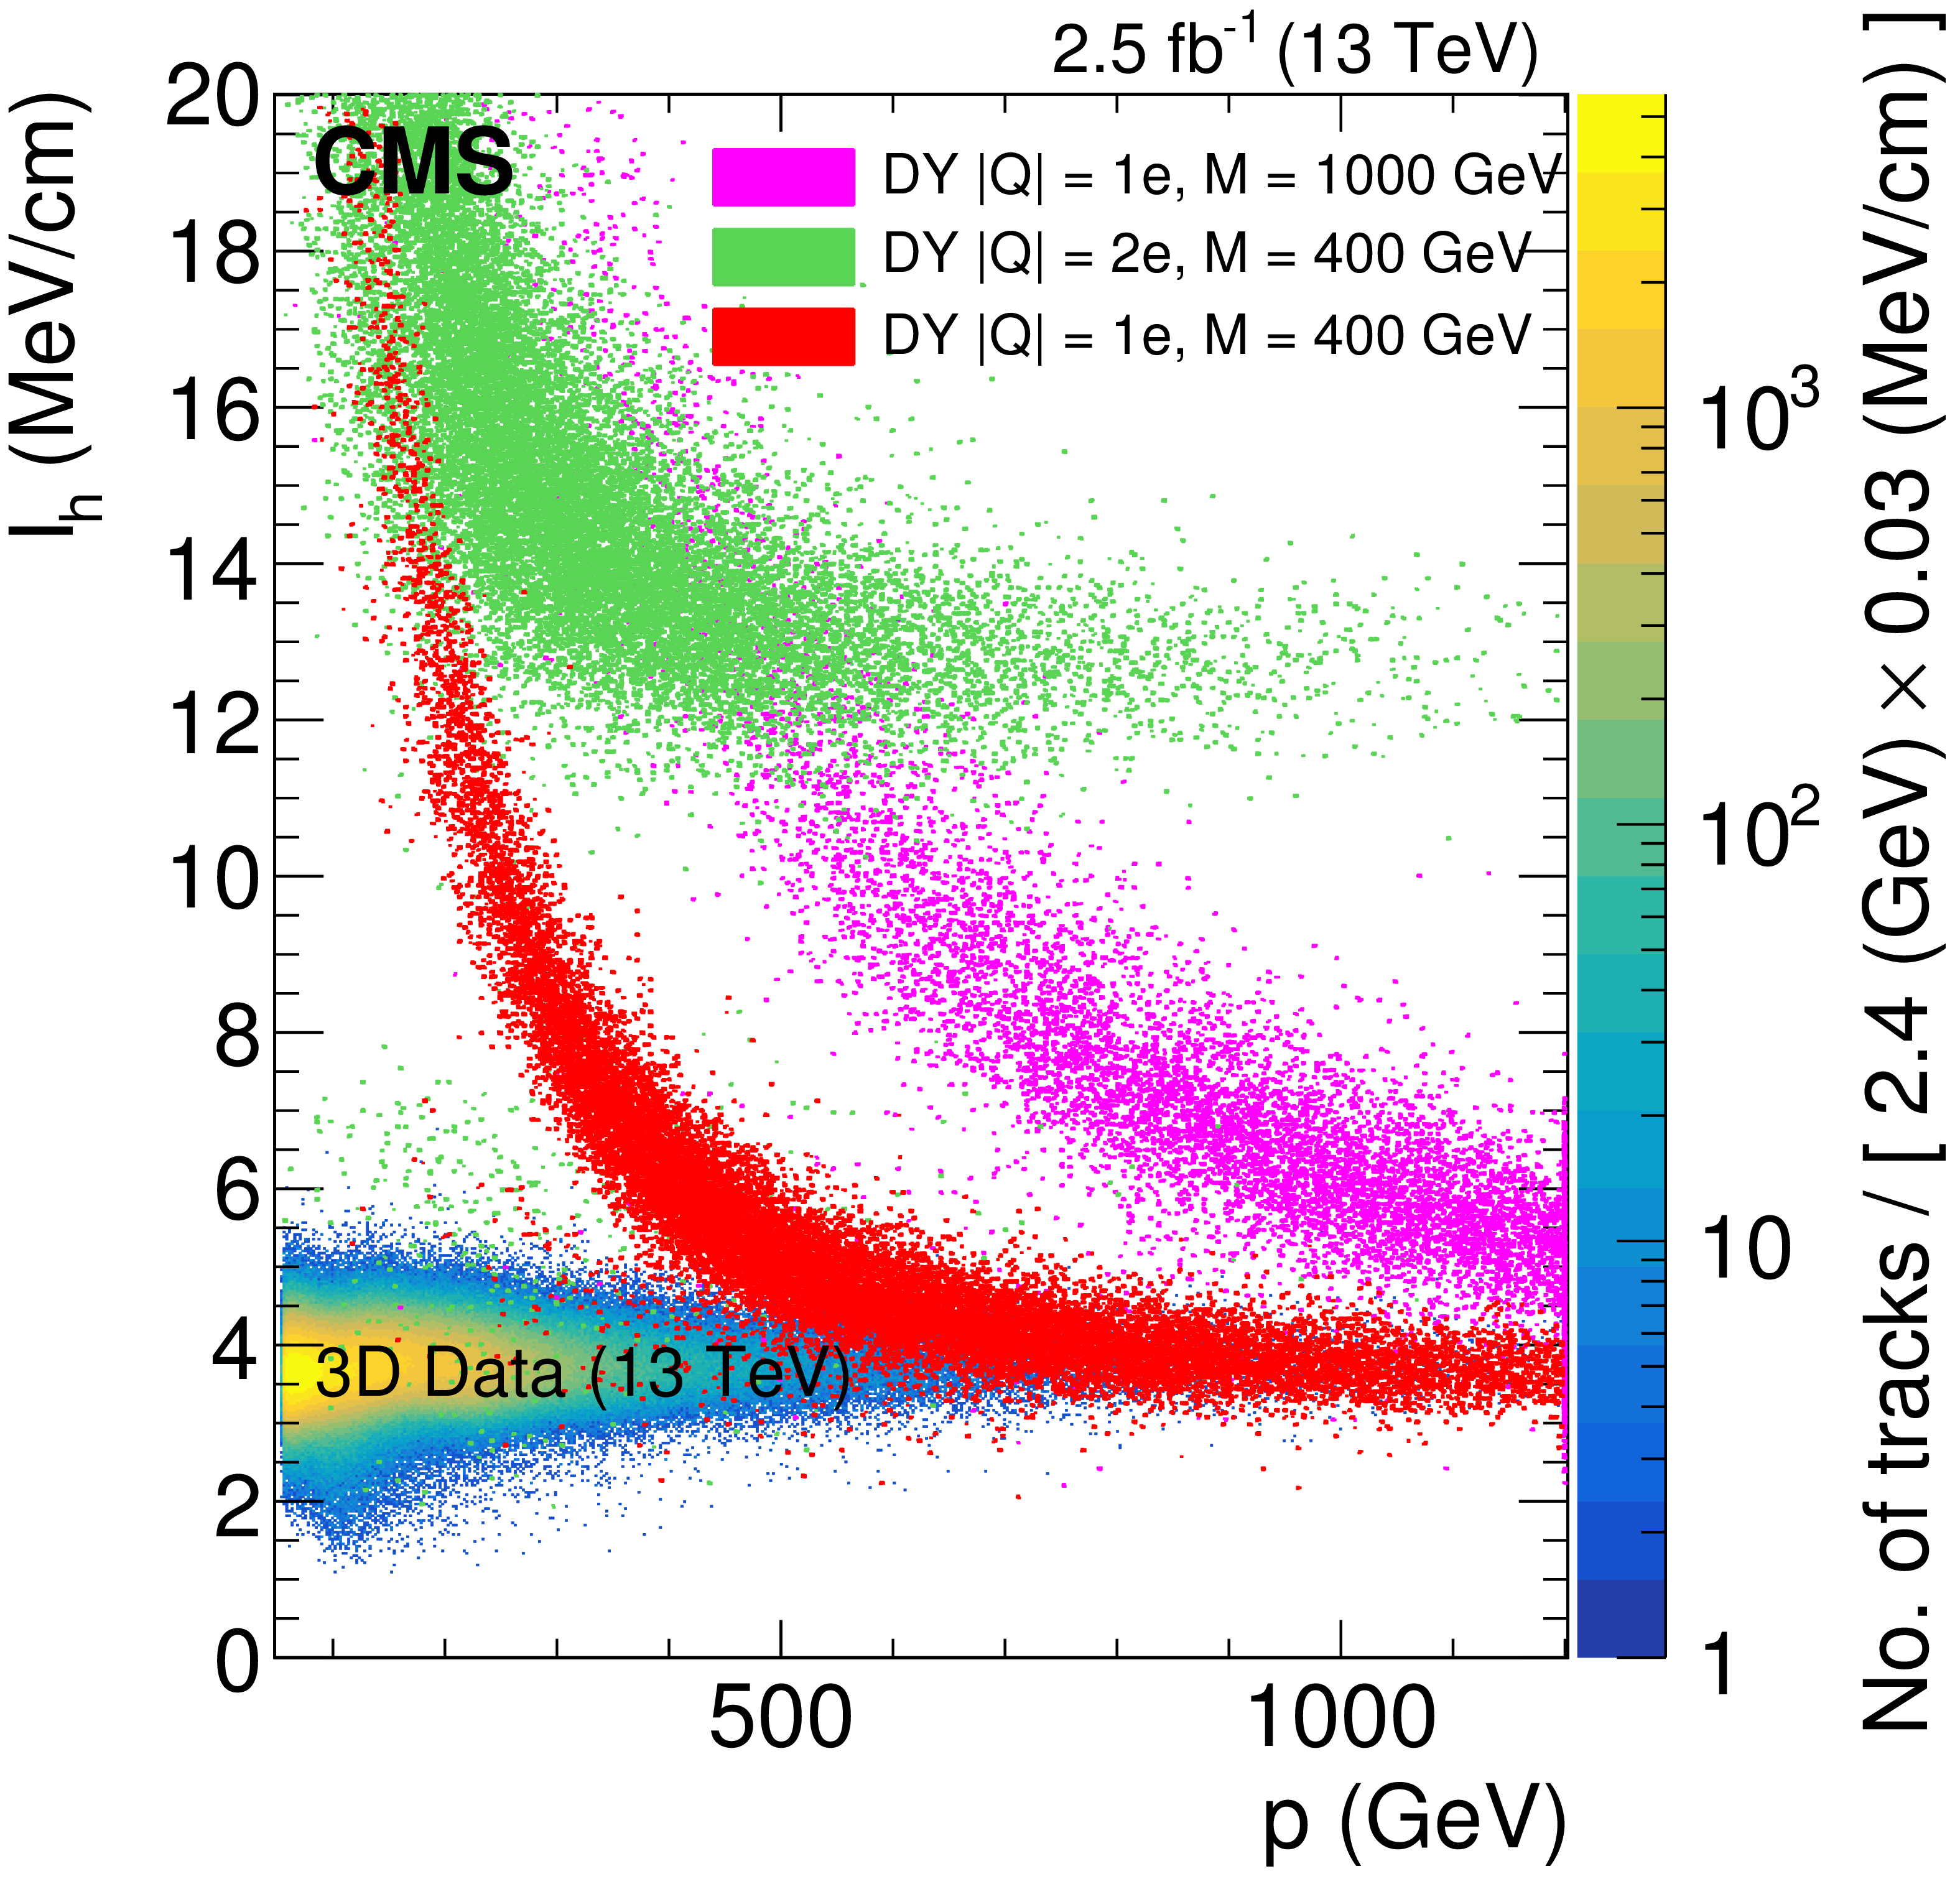 2.5 fb⁻¹ (13 TeV)
CMS
DY |Q| = 1e, M = 1000 GeV
DY |Q| = 2e, M = 400 GeV
DY |Q| = 1e, M = 400 GeV
3D Data (13 TeV)
I_h (MeV/cm)
20
18
16
14
12
10
8
6
4
2
0
500 1000
p (GeV)
10³
10²
10
1
No. of tracks / [ 2.4 (GeV) × 0.03 (MeV/cm) ]